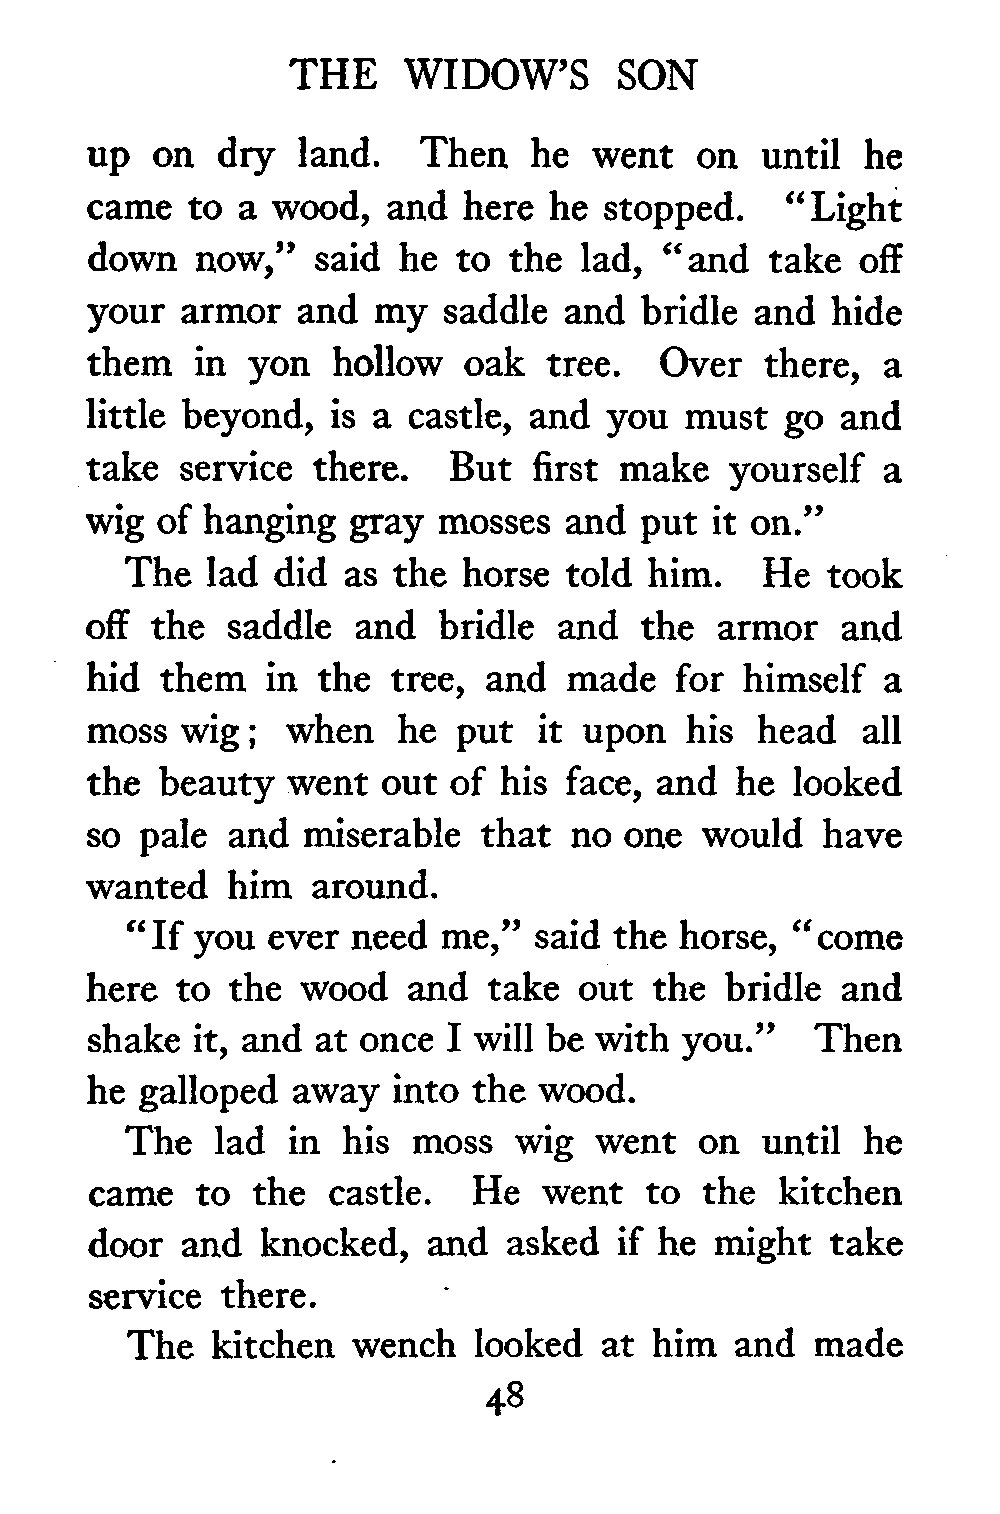 THE WIDOW'S SON
up on dry land. Then he went on until he
came to a wood, and here he stopped. "Light
down now," said he to the lad, "and take off
your armor and my saddle and bridle and hide
them in yon hollow oak tree. Over there, a
little beyond, is a castle, and you must go and
take service there. But first make yourself a
wig of hanging gray mosses and put it on."
The lad did as the horse told him. He took
off the saddle and bridle and the armor and
hid them in the tree, and made for himself a
moss wig; when he put it upon his head all
the beauty went out of his face, and he looked
so pale and miserable that no one would have
wanted him around.
"If you ever need me," said the horse, "come
here to the wood and take out the bridle and
shake it, and at once I will be with you." Then
he galloped away into the wood.
The lad in his moss wig went on until he
came to the castle. He went to the kitchen
door and knocked, and asked if he might take
service there.
The kitchen wench looked at him and made
48